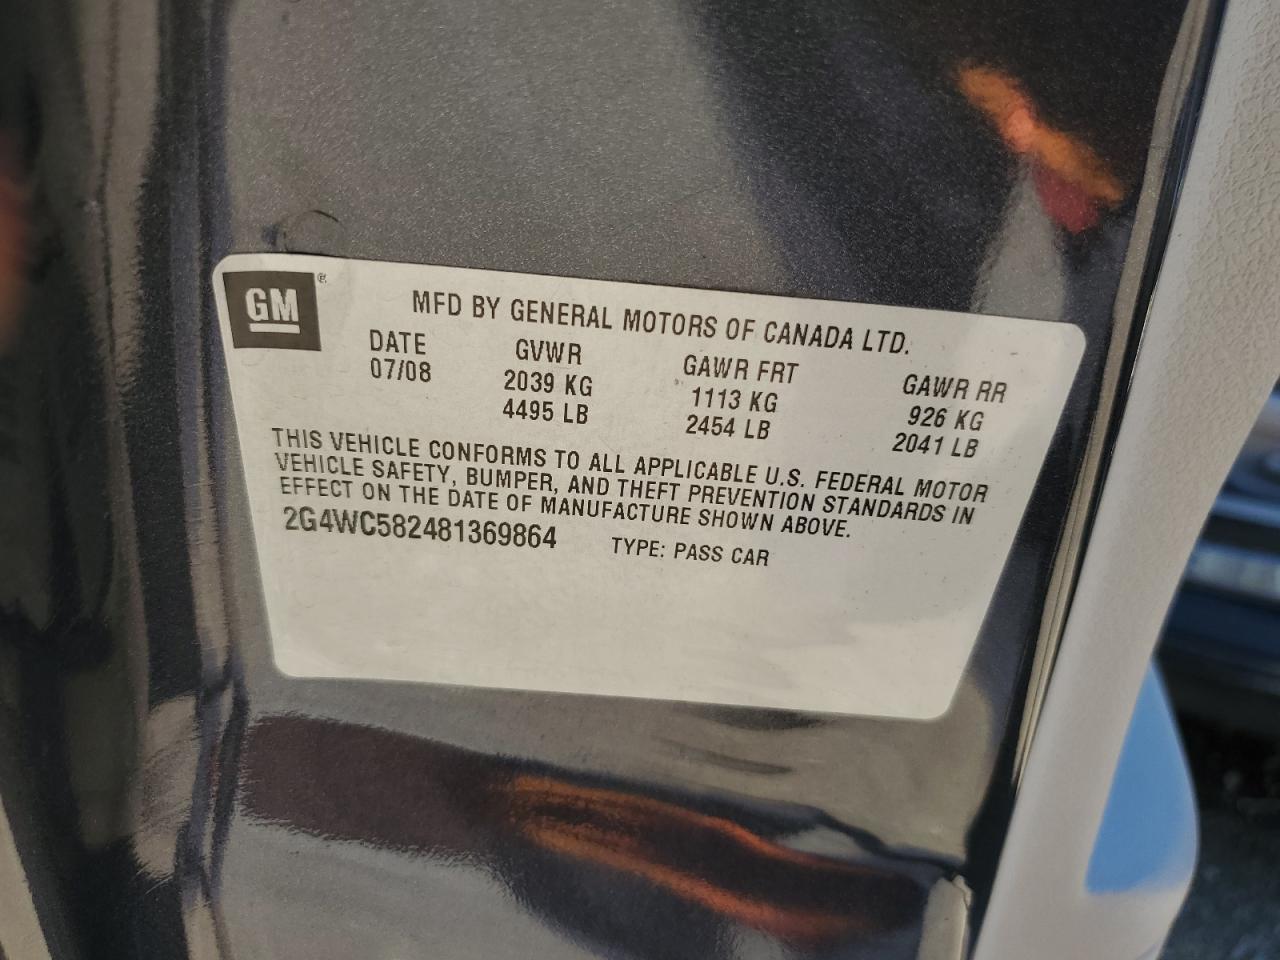 GM®
MFD BY GENERAL MOTORS OF CANADA LTD.
DATE GVWR GAWR FRT GAWR RR
07/08 2039 KG 1113 KG 926 KG
4495 LB 2454 LB 2041 LB
THIS VEHICLE CONFORMS TO ALL APPLICABLE U.S. FEDERAL MOTOR
VEHICLE SAFETY, BUMPER, AND THEFT PREVENTION STANDARDS IN
EFFECT ON THE DATE OF MANUFACTURE SHOWN ABOVE.
2G4WC582481369864 TYPE: PASS CAR